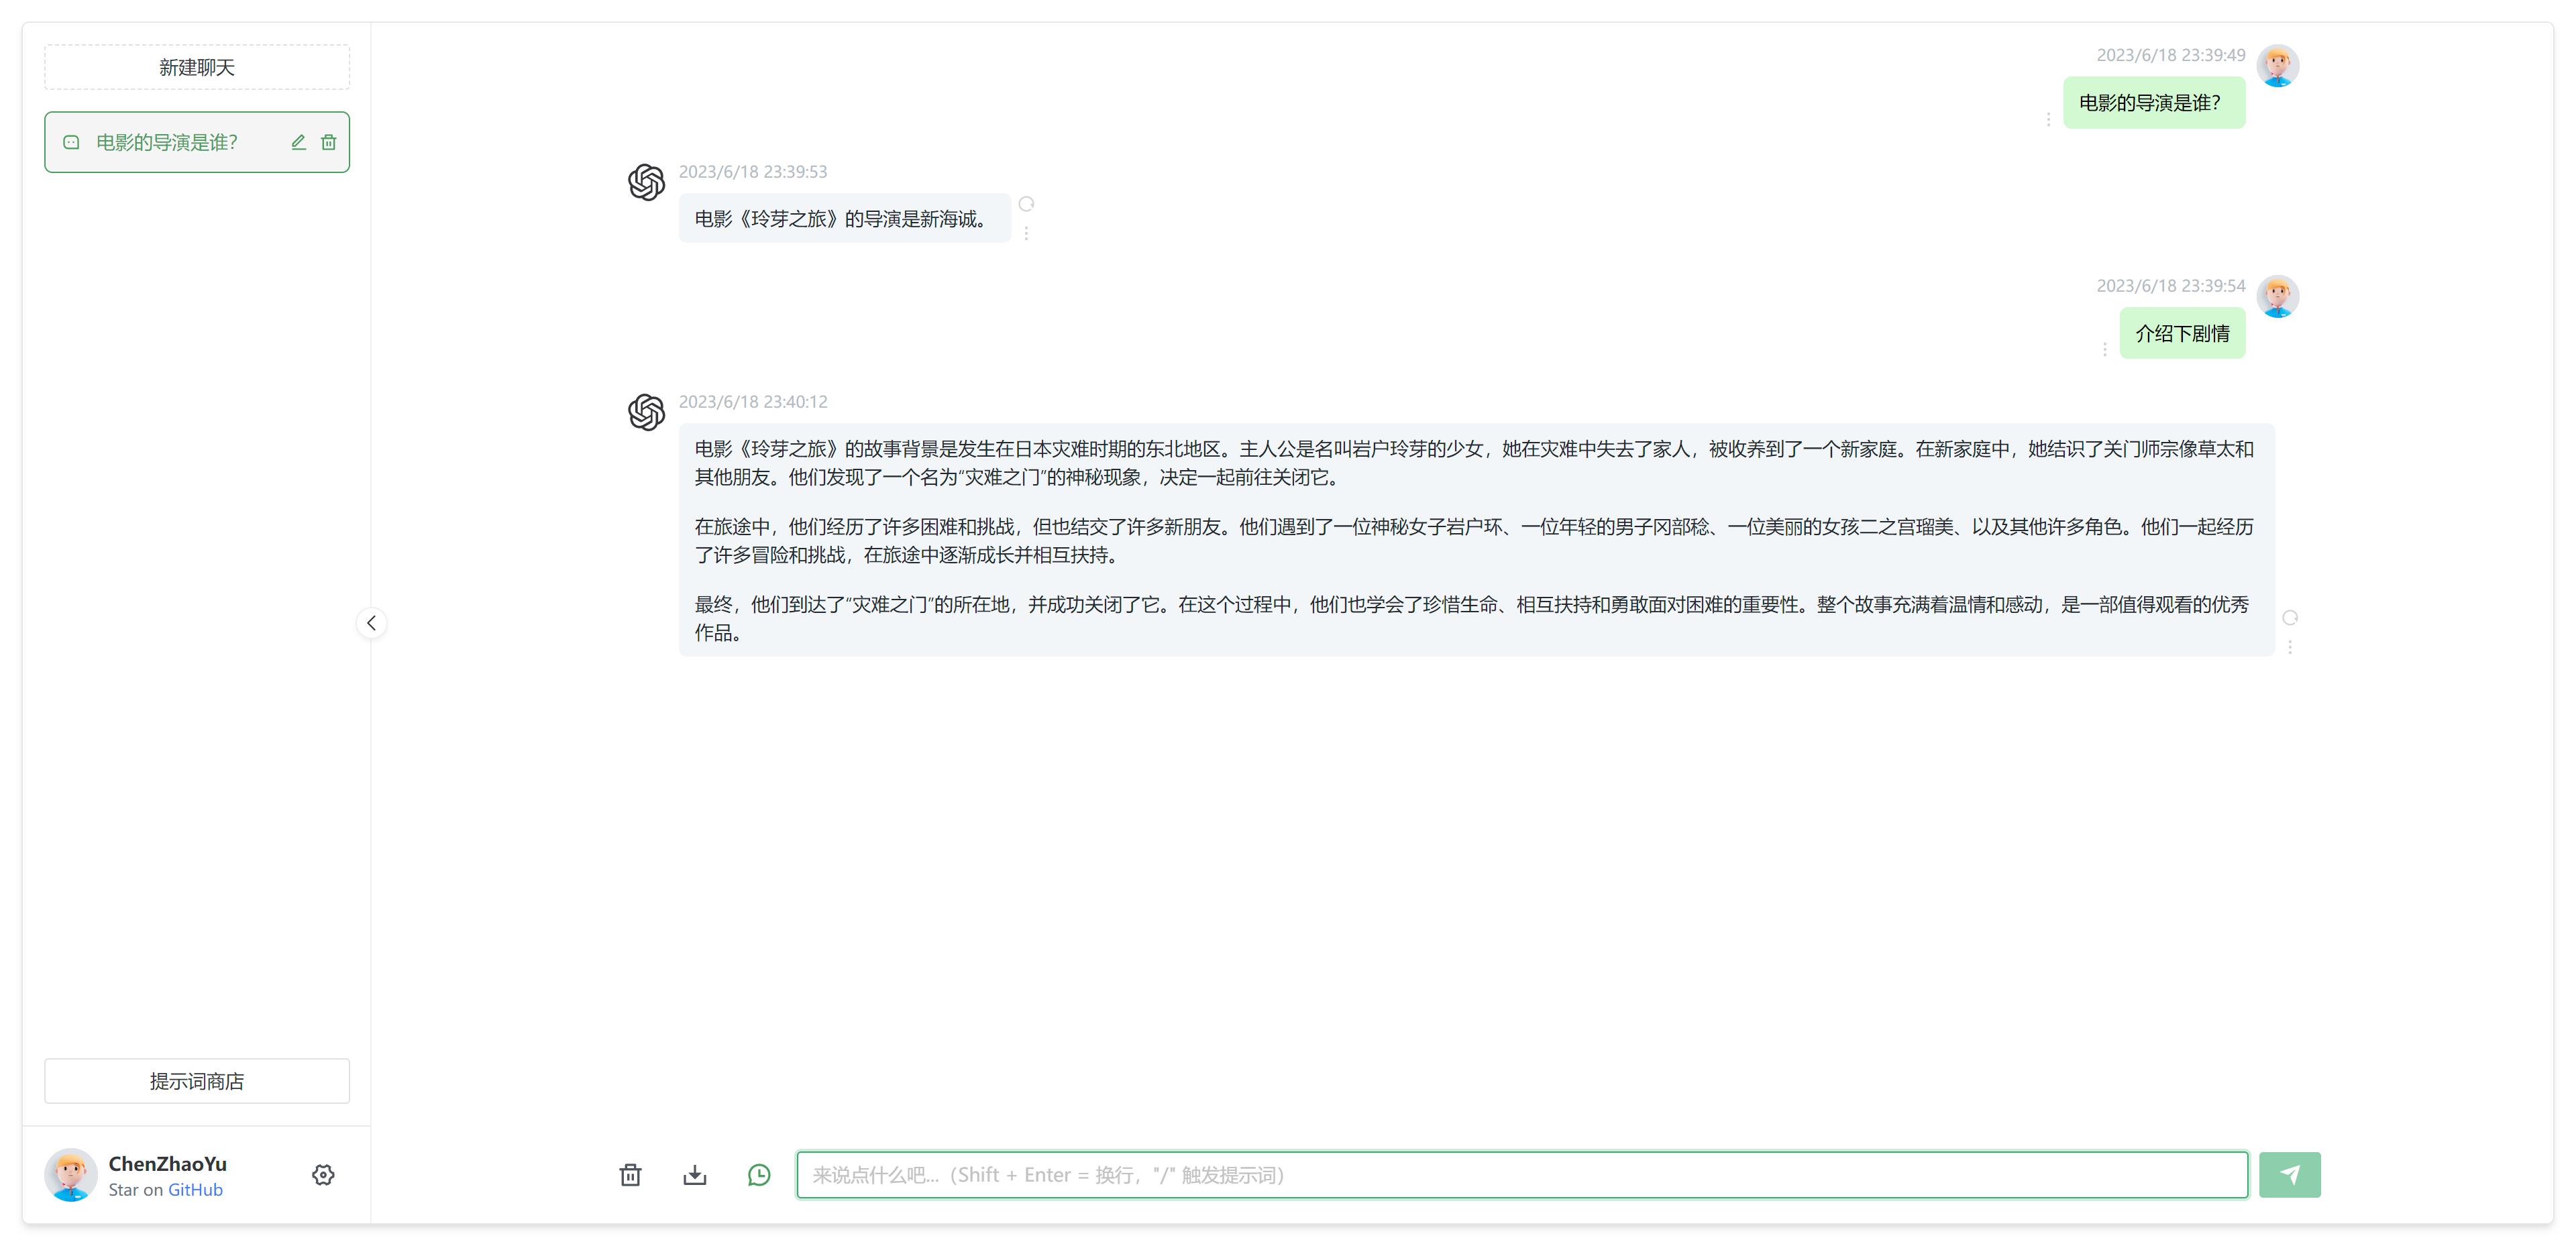 新建聊天
电影的导演是谁？
2023/6/18 23:39:49
电影的导演是谁？
2023/6/18 23:39:53
电影《玲芽之旅》的导演是新海诚。
2023/6/18 23:39:54
介绍下剧情
2023/6/18 23:40:12
电影《玲芽之旅》的故事背景是发生在日本灾难时期的东北地区。主人公是名叫岩户玲芽的少女，她在灾难中失去了家人，被收养到了一个新家庭。在新家庭中，她结识了关门师宗像草太和
其他朋友。他们发现了一个名为“灾难之门”的神秘现象，决定一起前往关闭它。
在旅途中，他们经历了许多困难和挑战，但也结交了许多新朋友。他们遇到了一位神秘女子岩户环、一位年轻的男子冈部稔、一位美丽的女孩二之宫瑠美、以及其他许多角色。他们一起经历
了许多冒险和挑战，在旅途中逐渐成长并相互扶持。
最终，他们到达了“灾难之门”的所在地，并成功关闭了它。在这个过程中，他们也学会了珍惜生命、相互扶持和勇敢面对困难的重要性。整个故事充满着温情和感动，是一部值得观看的优秀
作品。
提示词商店
ChenZhaoYu
Star on GitHub
来说点什么吧...（Shift + Enter = 换行，"/" 触发提示词）